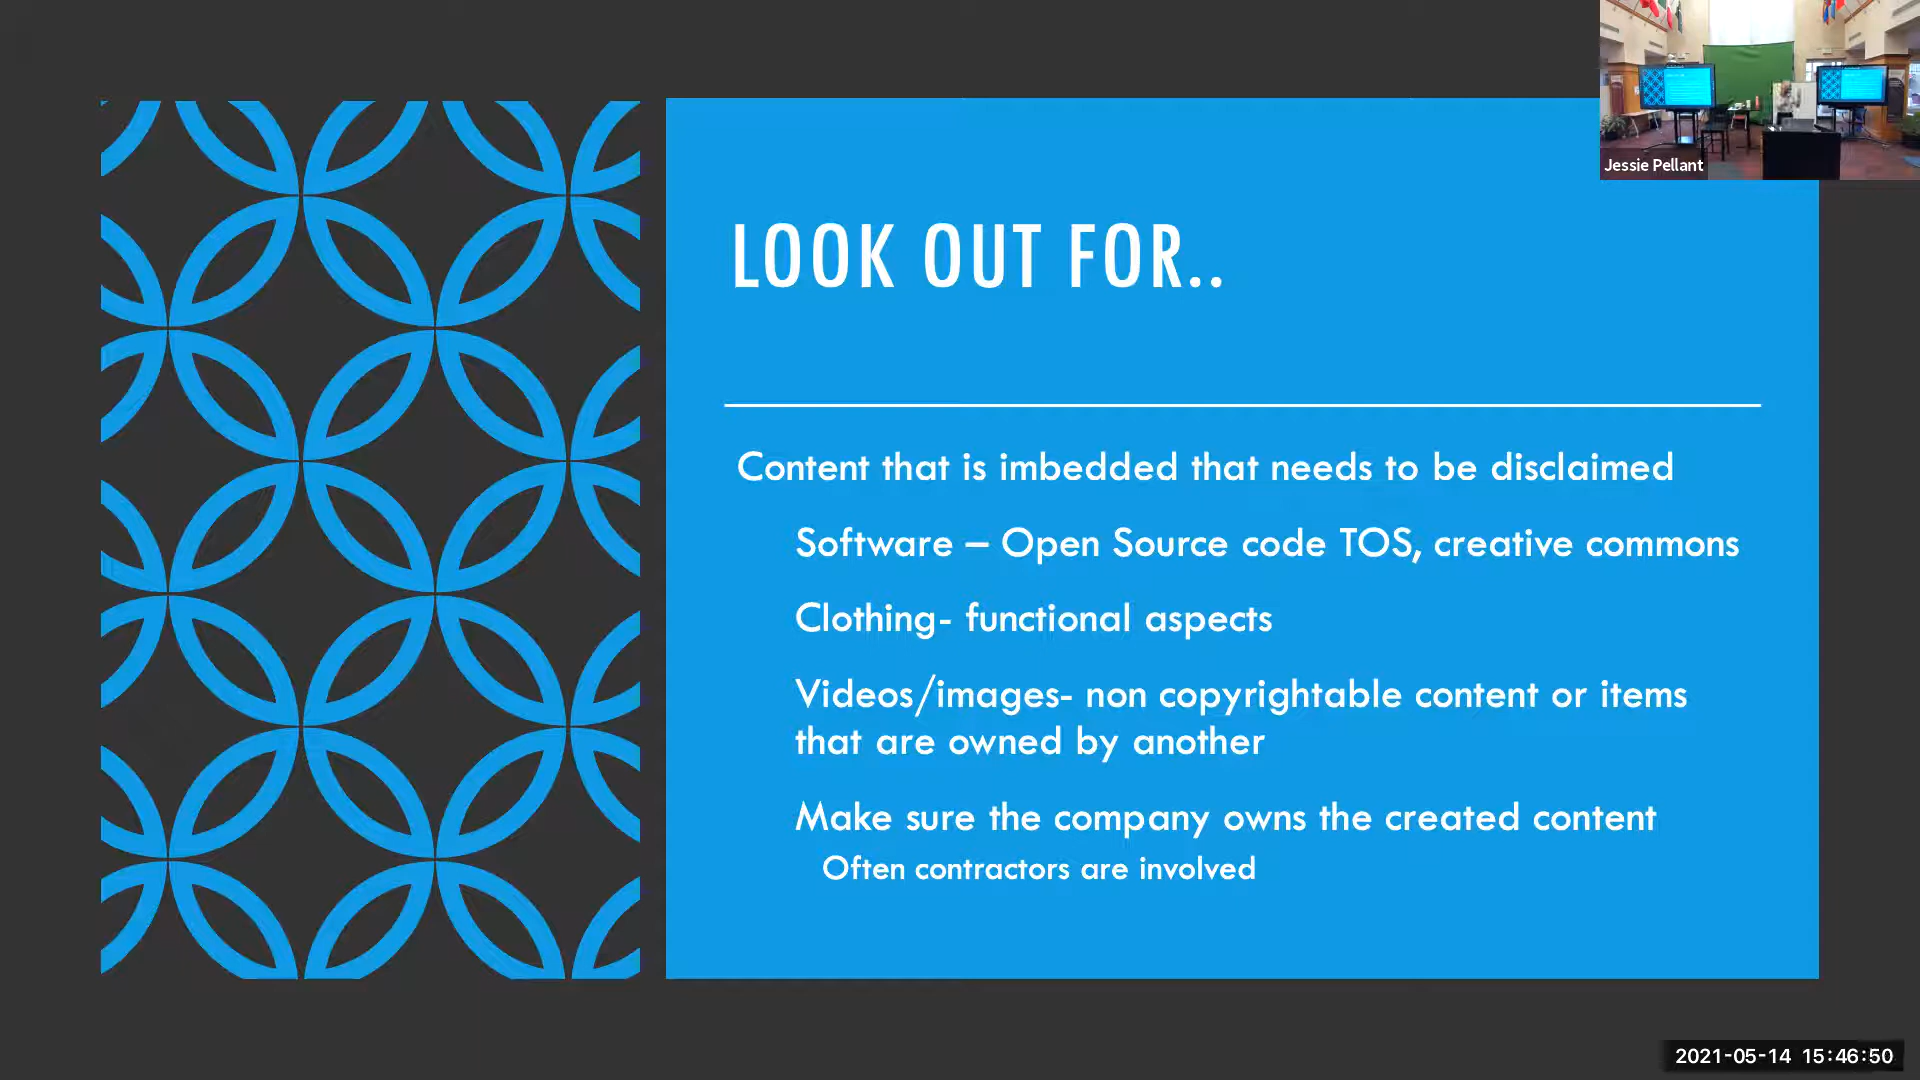 Jessie Pellant
LOOK OUT FOR..
Content that is imbedded that needs to be disclaimed
Software – Open Source code TOS, creative commons
Clothing- functional aspects
Videos/images- non copyrightable content or items
that are owned by another
Make sure the company owns the created content
Often contractors are involved
2021-05-14 15:46:50